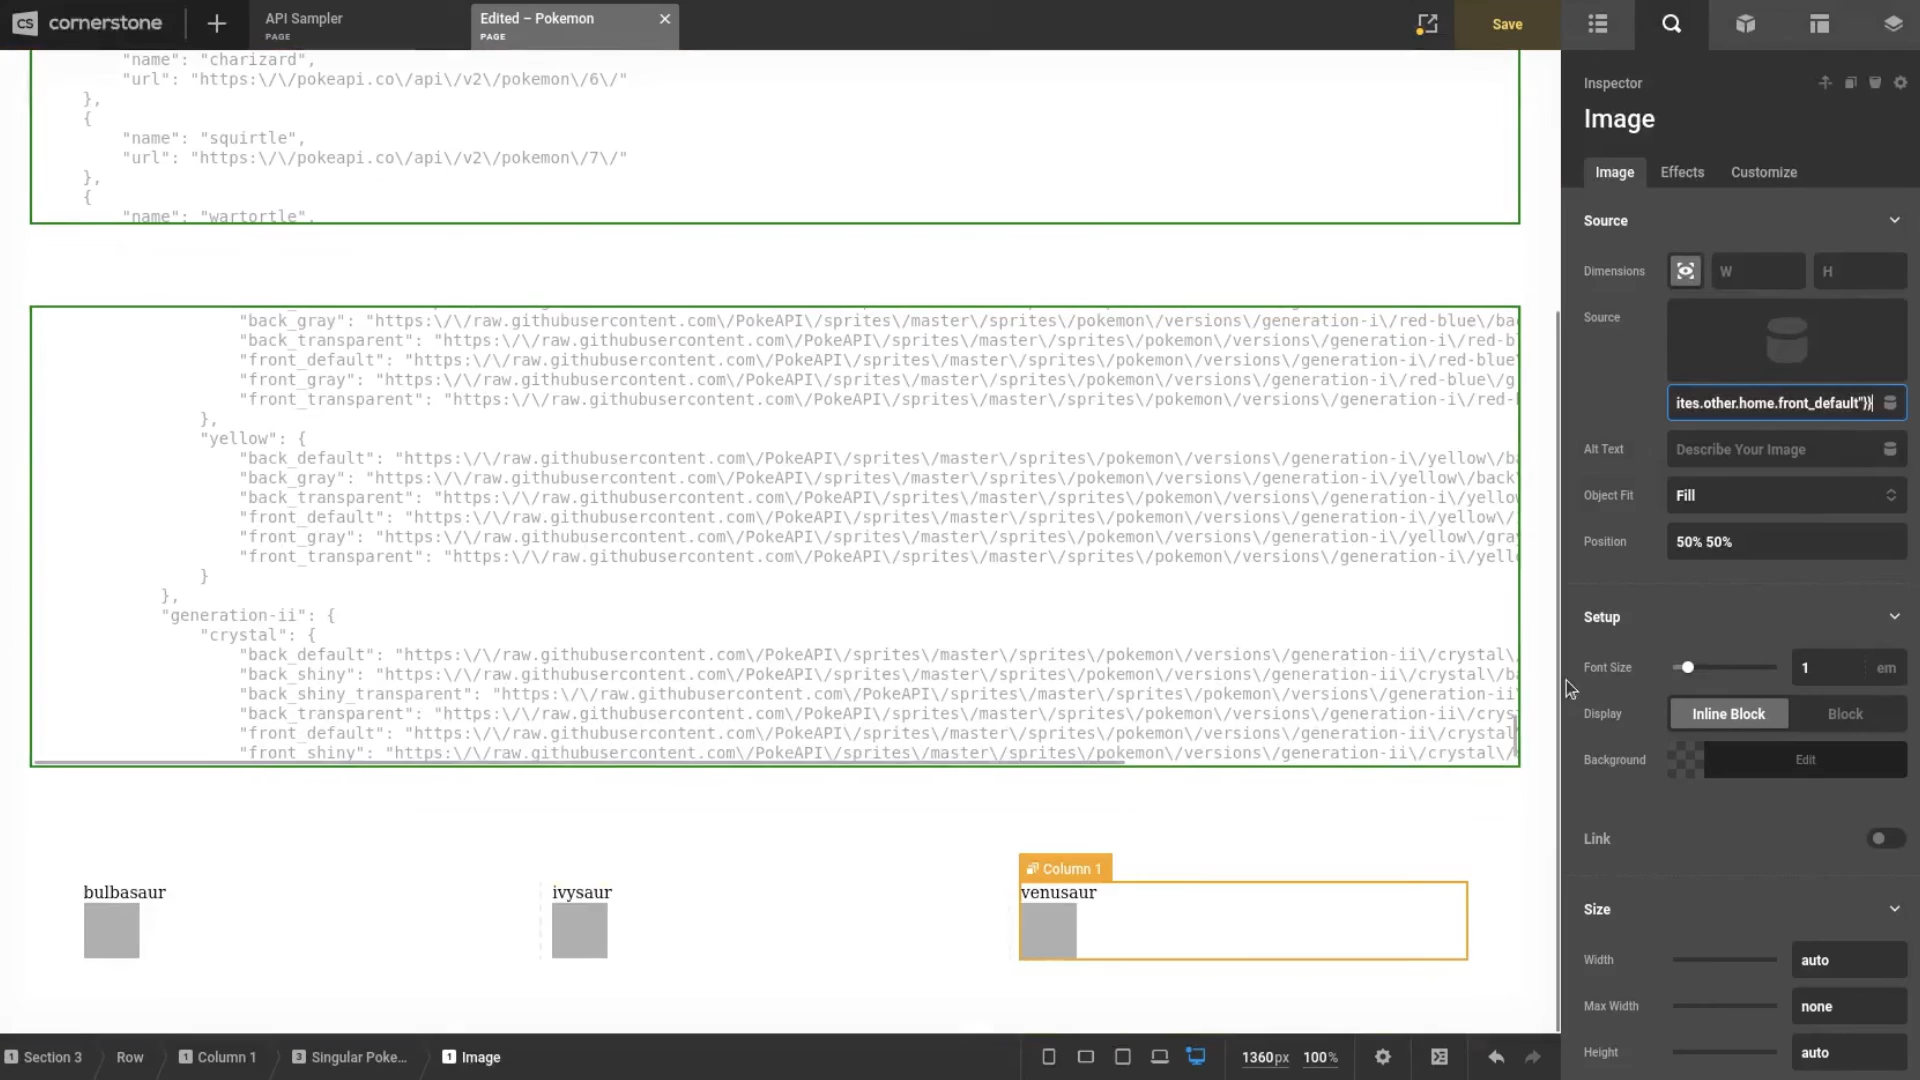 cs cornerstone
API Sampler
PAGE
Edited – Pokemon
PAGE
Save
"name": "charizard",
"url": "https:\/\/pokeapi.co\/api\/v2\/pokemon\/6\/"
},
{
"name": "squirtle",
"url": "https:\/\/pokeapi.co\/api\/v2\/pokemon\/7\/"
},
{
"name": "wartortle",
"back_gray": "https:\/\/raw.githubusercontent.com\/PokeAPI\/sprites\/master\/sprites\/pokemon\/versions\/generation-i\/red-blue\/ba
"back_transparent": "https:\/\/raw.githubusercontent.com\/PokeAPI\/sprites\/master\/sprites\/pokemon\/versions\/generation-i\/red-b
"front_default": "https:\/\/raw.githubusercontent.com\/PokeAPI\/sprites\/master\/sprites\/pokemon\/versions\/generation-i\/red-blue
"front_gray": "https:\/\/raw.githubusercontent.com\/PokeAPI\/sprites\/master\/sprites\/pokemon\/versions\/generation-i\/red-blue\/g
"front_transparent": "https:\/\/raw.githubusercontent.com\/PokeAPI\/sprites\/master\/sprites\/pokemon\/versions\/generation-i\/red-
},
"yellow": {
"back_default": "https:\/\/raw.githubusercontent.com\/PokeAPI\/sprites\/master\/sprites\/pokemon\/versions\/generation-i\/yellow\/ba
"back_gray": "https:\/\/raw.githubusercontent.com\/PokeAPI\/sprites\/master\/sprites\/pokemon\/versions\/generation-i\/yellow\/back
"back_transparent": "https:\/\/raw.githubusercontent.com\/PokeAPI\/sprites\/master\/sprites\/pokemon\/versions\/generation-i\/yello
"front_default": "https:\/\/raw.githubusercontent.com\/PokeAPI\/sprites\/master\/sprites\/pokemon\/versions\/generation-i\/yellow\/
"front_gray": "https:\/\/raw.githubusercontent.com\/PokeAPI\/sprites\/master\/sprites\/pokemon\/versions\/generation-i\/yellow\/gra
"front_transparent": "https:\/\/raw.githubusercontent.com\/PokeAPI\/sprites\/master\/sprites\/pokemon\/versions\/generation-i\/yell
}
},
"generation-ii": {
"crystal": {
"back_default": "https:\/\/raw.githubusercontent.com\/PokeAPI\/sprites\/master\/sprites\/pokemon\/versions\/generation-ii\/crystal\
"back_shiny": "https:\/\/raw.githubusercontent.com\/PokeAPI\/sprites\/master\/sprites\/pokemon\/versions\/generation-ii\/crystal\/ba
"back_shiny_transparent": "https:\/\/raw.githubusercontent.com\/PokeAPI\/sprites\/master\/sprites\/pokemon\/versions\/generation-ii
"back_transparent": "https:\/\/raw.githubusercontent.com\/PokeAPI\/sprites\/master\/sprites\/pokemon\/versions\/generation-ii\/crys
"front_default": "https:\/\/raw.githubusercontent.com\/PokeAPI\/sprites\/master\/sprites\/pokemon\/versions\/generation-ii\/crystal
"front_shiny": "https:\/\/raw.githubusercontent.com\/PokeAPI\/sprites\/master\/sprites\/pokemon\/versions\/generation-ii\/crystal\/
Column 1
bulbasaur
ivysaur
venusaur
Inspector
Image
Image
Effects
Customize
Source
Dimensions
W
H
Source
ites.other.home.front_default"}}
Alt Text
Describe Your Image
Object Fit
Fill
Position
50% 50%
Setup
Font Size
1
em
Display
Inline Block
Block
Background
Edit
Link
Size
Width
auto
Max Width
none
Height
auto
1 Section 3
Row
1 Column 1
3 Singular Poke...
1 Image
1360px
100%